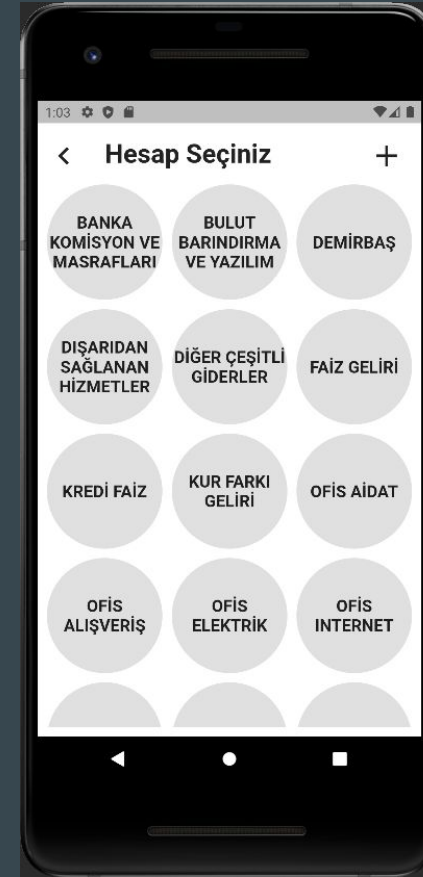 1:03
Hesap Seçiniz
BANKA
KOMİSYON VE
MASRAFLARI
BULUT
BARINDIRMA
VE YAZILIM
DEMİRBAŞ
DIŞARIDAN
SAĞLANAN
HİZMETLER
DİĞER ÇEŞİTLİ
GİDERLER
FAİZ GELİRİ
KREDİ FAİZ
KUR FARKI
GELİRİ
OFİS AİDAT
OFİS
ALIŞVERİŞ
OFİS
ELEKTRİK
OFİS
INTERNET